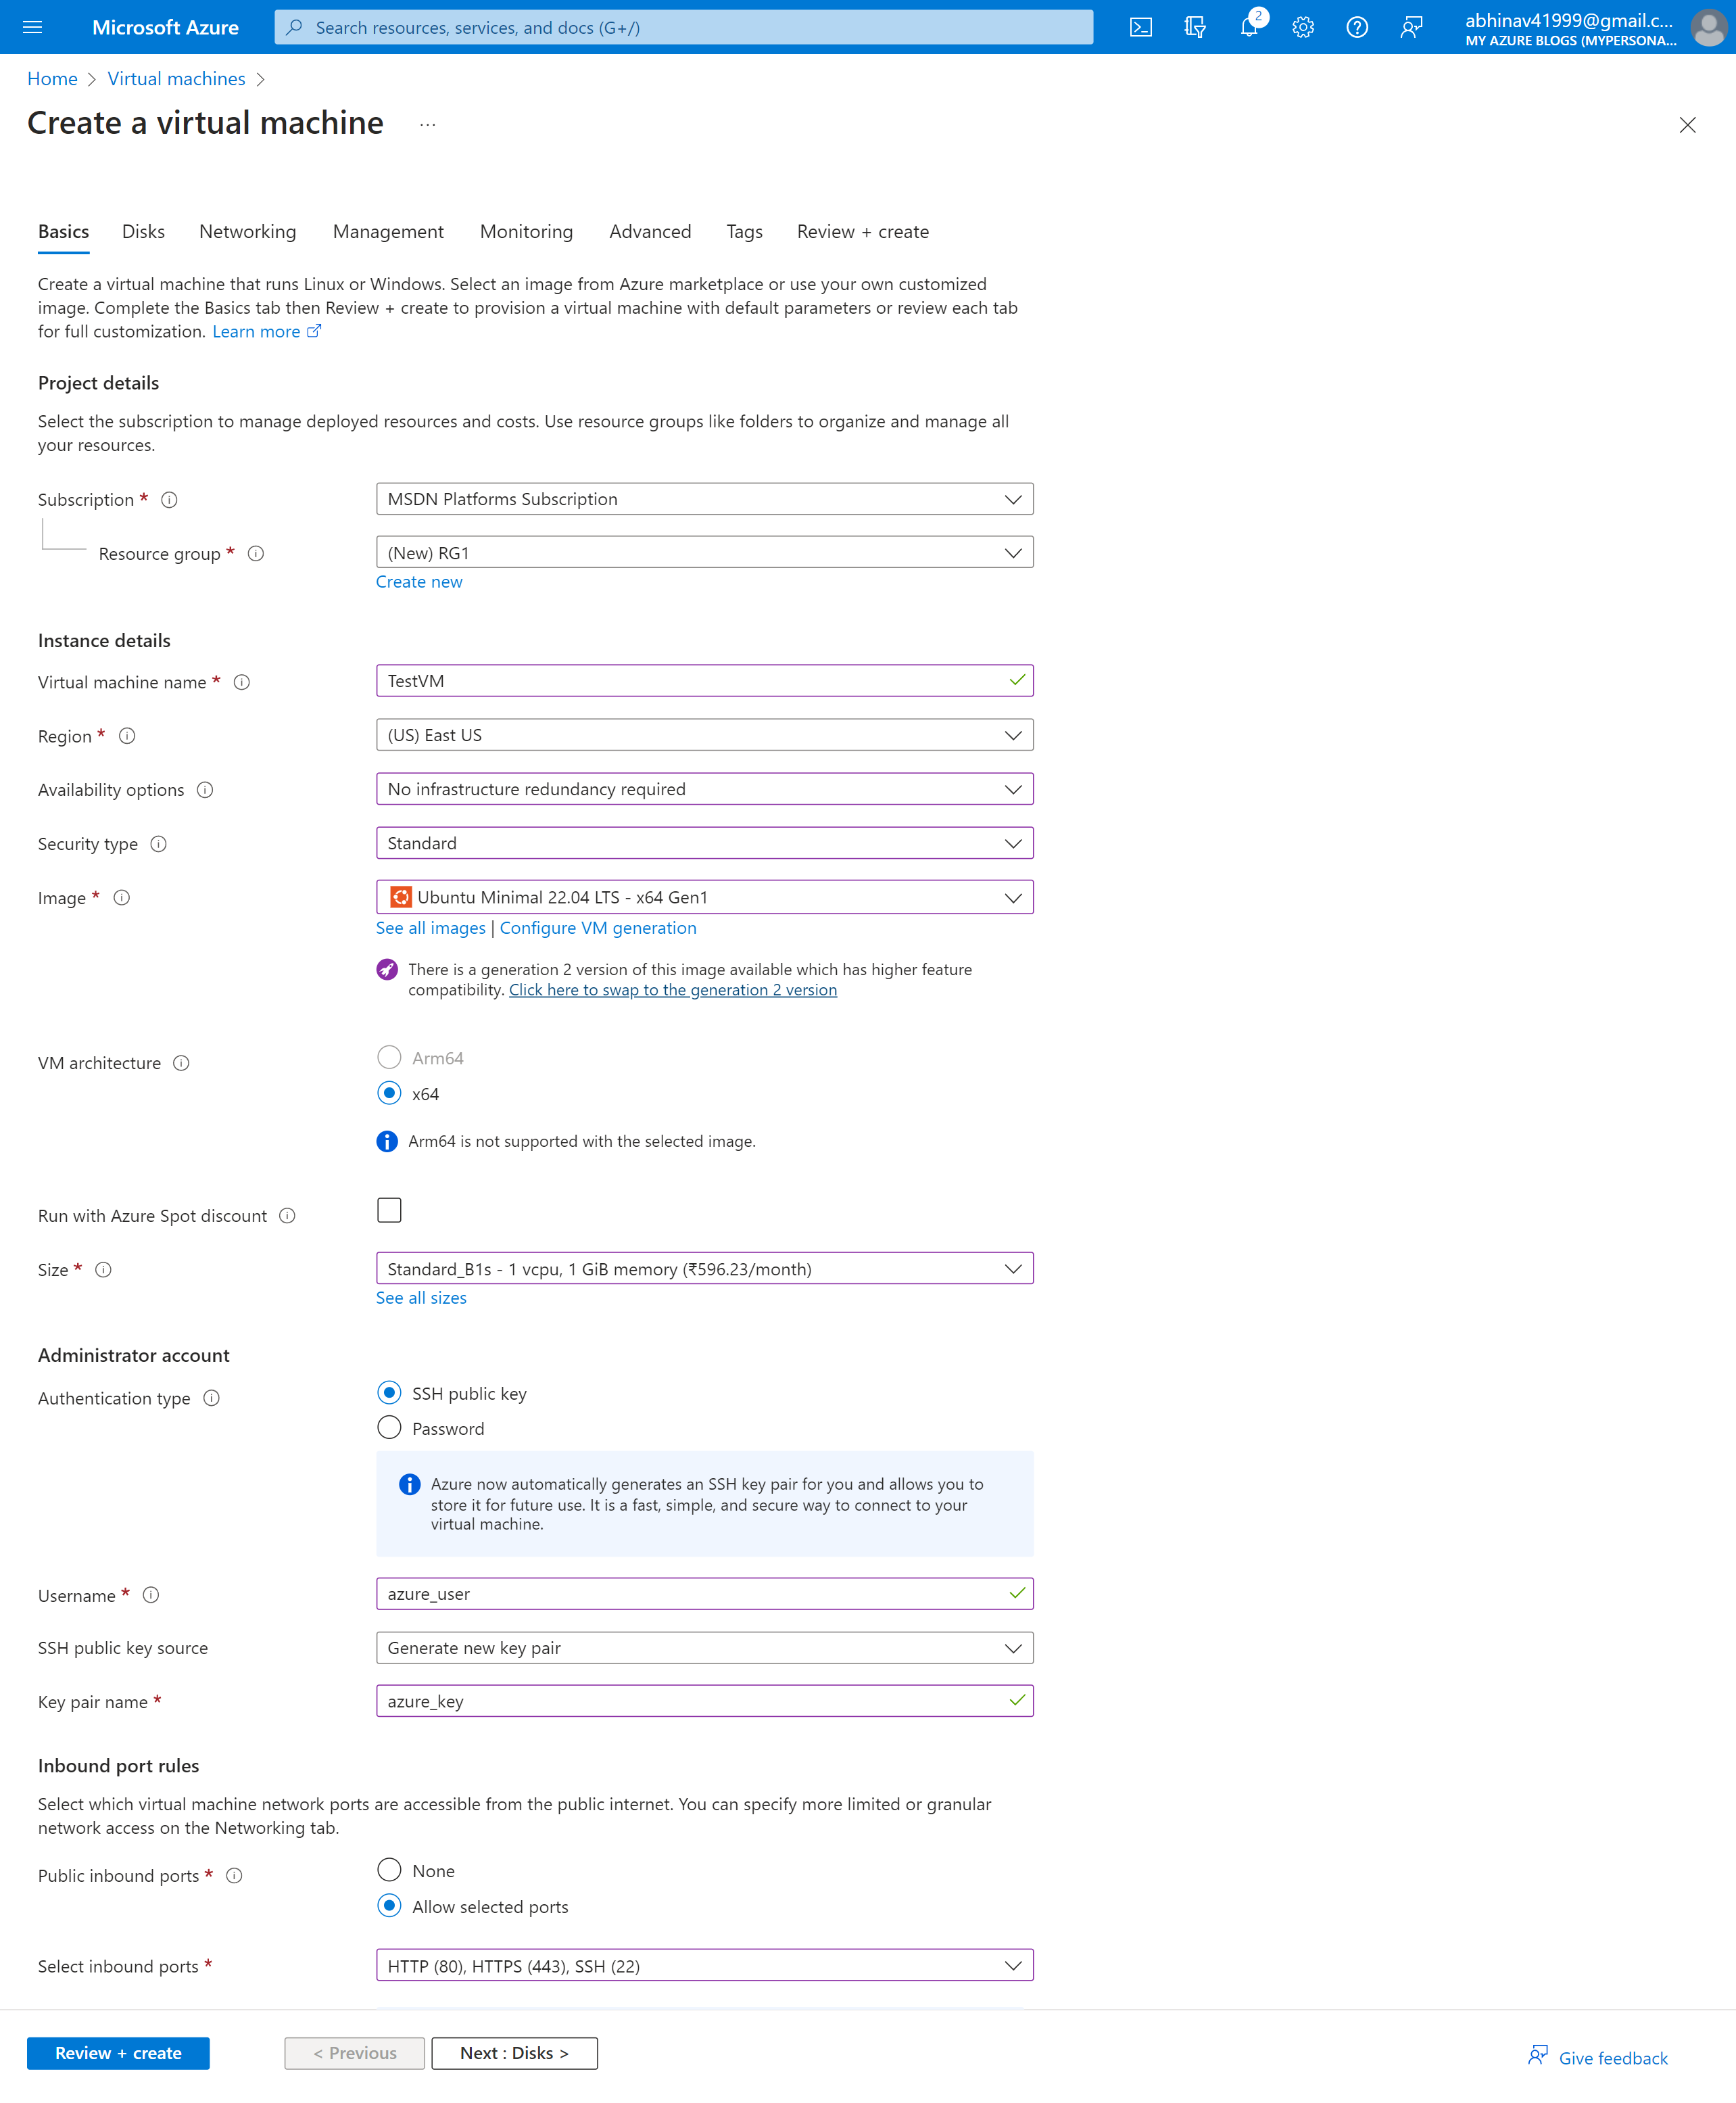 Microsoft Azure
Search resources, services, and docs (G+/)
2
abhinav41999@gmail.c...
MY AZURE BLOGS (MYPERSONA...
Home > Virtual machines >
Create a virtual machine ...
Basics Disks Networking Management Monitoring Advanced Tags Review + create
Create a virtual machine that runs Linux or Windows. Select an image from Azure marketplace or use your own customized
image. Complete the Basics tab then Review + create to provision a virtual machine with default parameters or review each tab
for full customization. Learn more
Project details
Select the subscription to manage deployed resources and costs. Use resource groups like folders to organize and manage all
your resources.
Subscription * MSDN Platforms Subscription
Resource group * (New) RG1
Create new
Instance details
Virtual machine name * TestVM
Region * (US) East US
Availability options No infrastructure redundancy required
Security type Standard
Image * Ubuntu Minimal 22.04 LTS - x64 Gen1
See all images | Configure VM generation
There is a generation 2 version of this image available which has higher feature
compatibility. Click here to swap to the generation 2 version
VM architecture Arm64
x64
Arm64 is not supported with the selected image.
Run with Azure Spot discount
Size * Standard_B1s - 1 vcpu, 1 GiB memory (₹596.23/month)
See all sizes
Administrator account
Authentication type SSH public key
Password
Azure now automatically generates an SSH key pair for you and allows you to
store it for future use. It is a fast, simple, and secure way to connect to your
virtual machine.
Username * azure_user
SSH public key source Generate new key pair
Key pair name * azure_key
Inbound port rules
Select which virtual machine network ports are accessible from the public internet. You can specify more limited or granular
network access on the Networking tab.
Public inbound ports * None
Allow selected ports
Select inbound ports * HTTP (80), HTTPS (443), SSH (22)
Review + create < Previous Next : Disks > Give feedback